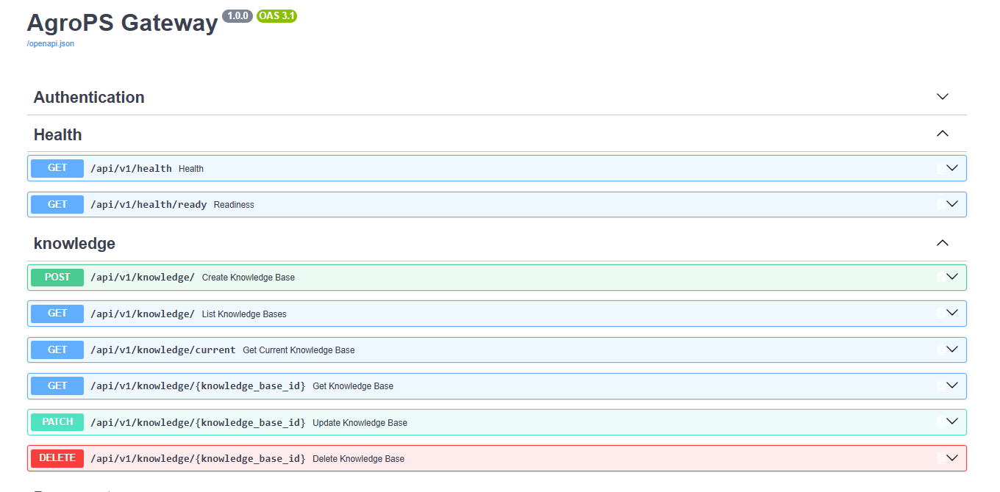 AgroPS Gateway 1.0.0 OAS 3.1
/openapi.json
Authentication
Health
GET /api/v1/health Health
GET /api/v1/health/ready Readiness
knowledge
POST /api/v1/knowledge/ Create Knowledge Base
GET /api/v1/knowledge/ List Knowledge Bases
GET /api/v1/knowledge/current Get Current Knowledge Base
GET /api/v1/knowledge/{knowledge_base_id} Get Knowledge Base
PATCH /api/v1/knowledge/{knowledge_base_id} Update Knowledge Base
DELETE /api/v1/knowledge/{knowledge_base_id} Delete Knowledge Base